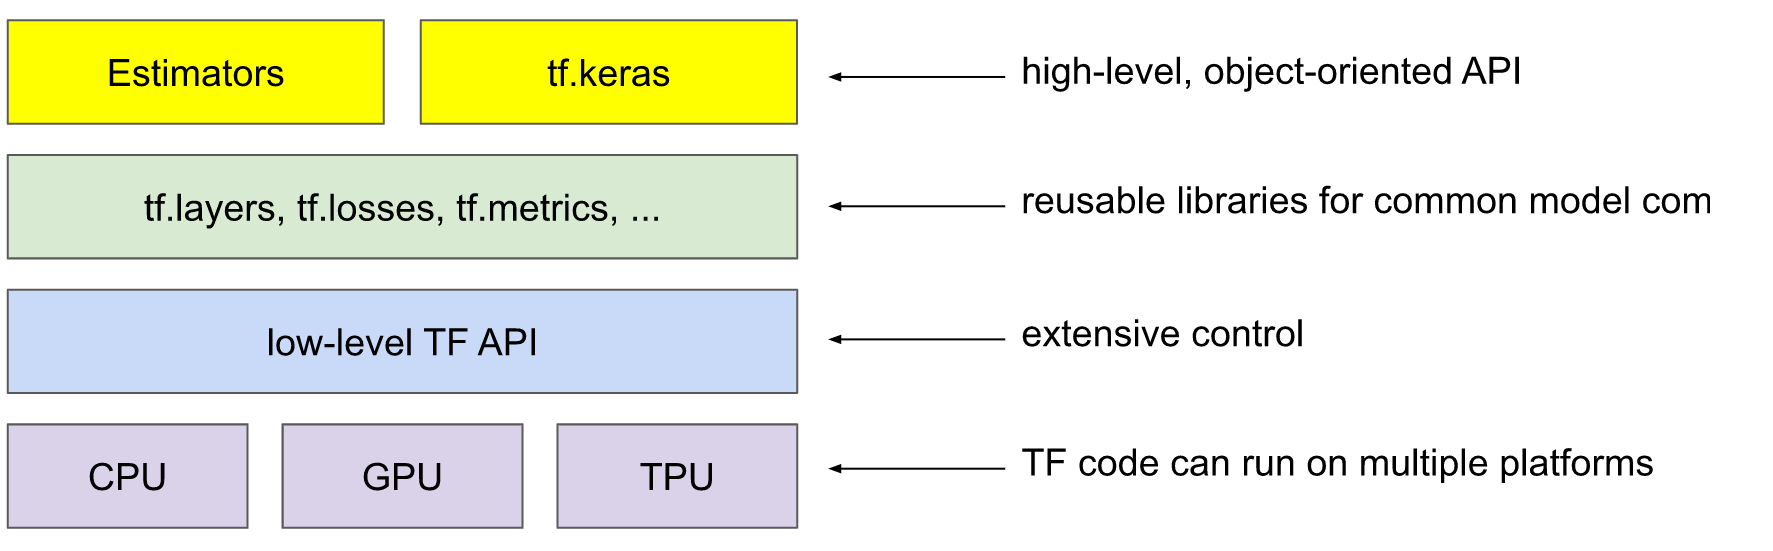 Estimators
tf.keras
high-level, object-oriented API
tf.layers, tf.losses, tf.metrics, ...
reusable libraries for common model com
low-level TF API
extensive control
CPU
GPU
TPU
TF code can run on multiple platforms